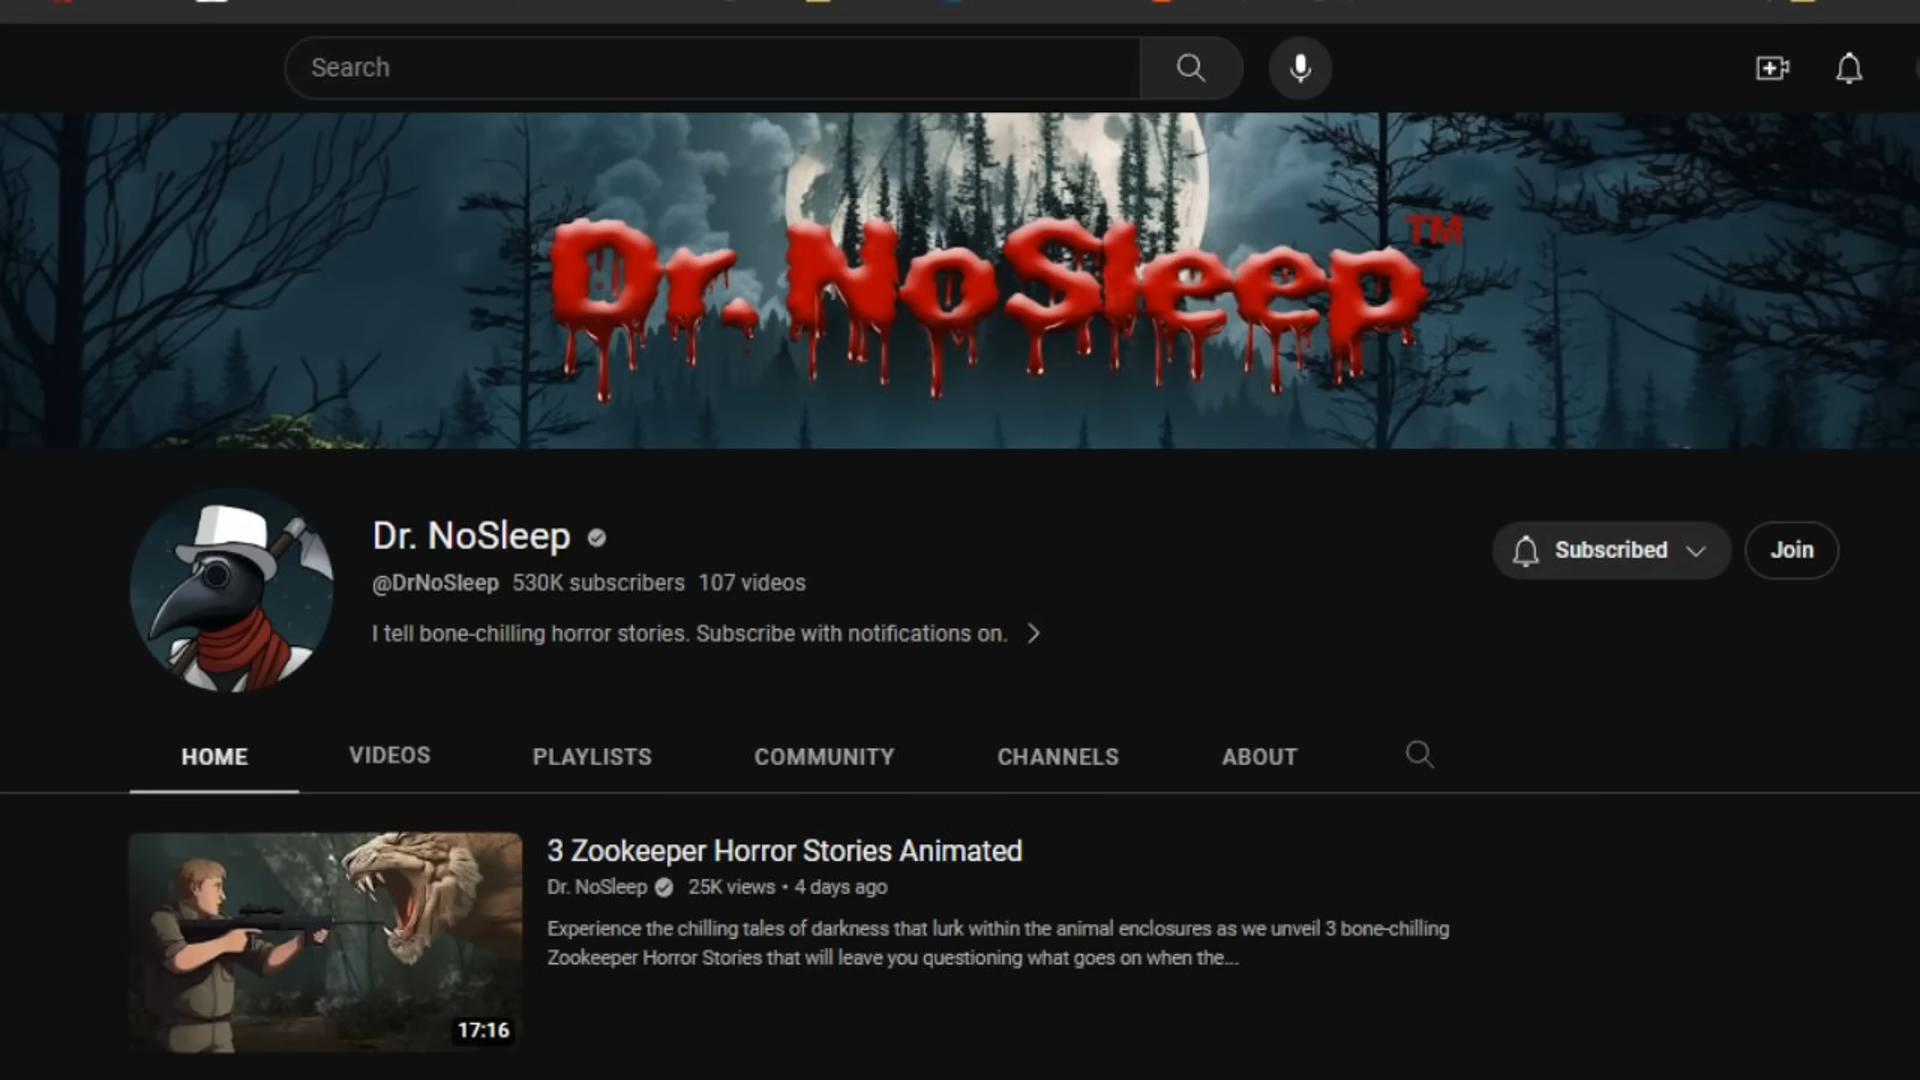 Search
Dr. NoSleep™
Dr. NoSleep
@DrNoSleep 530K subscribers 107 videos
Subscribed
Join
I tell bone-chilling horror stories. Subscribe with notifications on.
HOME VIDEOS PLAYLISTS COMMUNITY CHANNELS ABOUT
3 Zookeeper Horror Stories Animated
Dr. NoSleep 25K views • 4 days ago
Experience the chilling tales of darkness that lurk within the animal enclosures as we unveil 3 bone-chilling
Zookeeper Horror Stories that will leave you questioning what goes on when the...
17:16